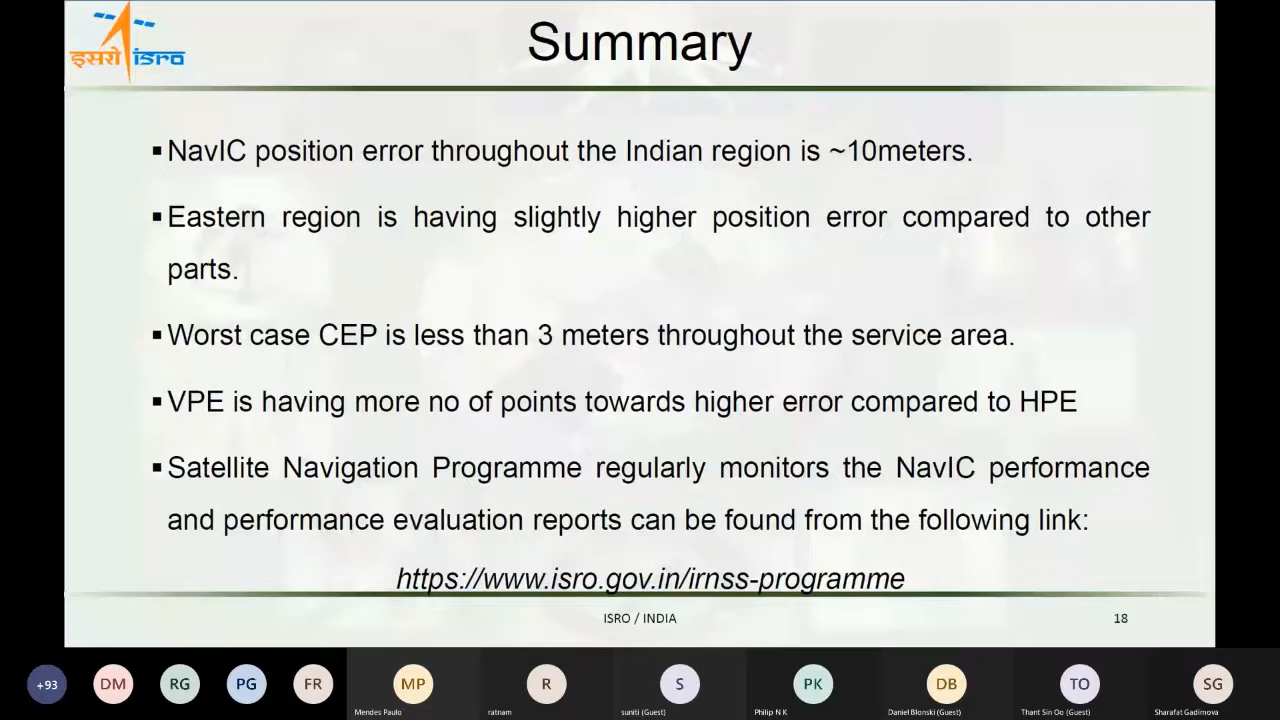 इसरो isro
Summary
▪NavIC position error throughout the Indian region is ~10meters.
▪Eastern region is having slightly higher position error compared to other
parts.
▪Worst case CEP is less than 3 meters throughout the service area.
▪VPE is having more no of points towards higher error compared to HPE
▪Satellite Navigation Programme regularly monitors the NavIC performance
and performance evaluation reports can be found from the following link:
https://www.isro.gov.in/irnss-programme
ISRO / INDIA
18
+93
DM
RG
PG
FR
MP
R
S
PK
DB
TO
SG
Mendes Paulo
ratnam
suniti (Guest)
Philip N K
Daniel Blonski (Guest)
Thant Sin Oo (Guest)
Sharafat Gadimova